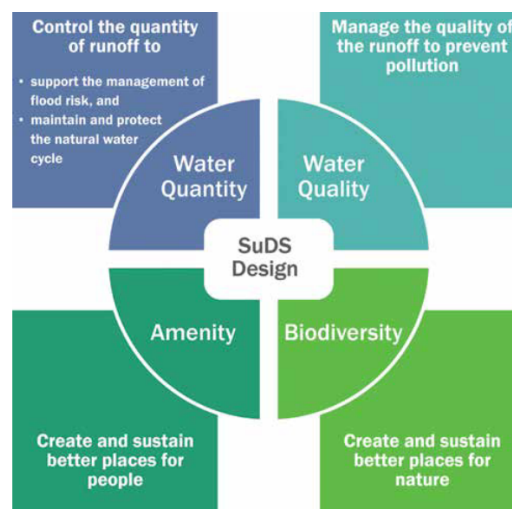 Control the quantity
of runoff to
• support the management of
flood risk, and
• maintain and protect
the natural water
cycle
Manage the quality of
the runoff to prevent
pollution
Water
Quantity
Water
Quality
SuDS
Design
Amenity
Biodiversity
Create and sustain
better places for
people
Create and sustain
better places for
nature